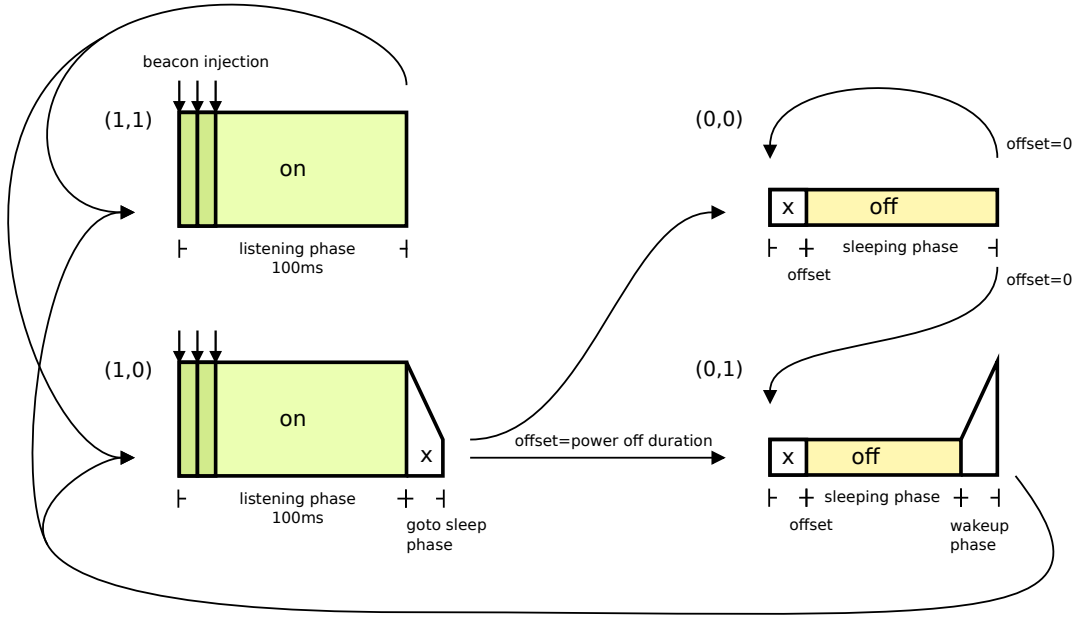 beacon injection
(1,1)
on
listening phase
100ms
(0,0)
offset=0
x
off
sleeping phase
offset
offset=0
(1,0)
on
x
listening phase
100ms
goto sleep
phase
offset=power off duration
(0,1)
x
off
sleeping phase
offset
wakeup
phase